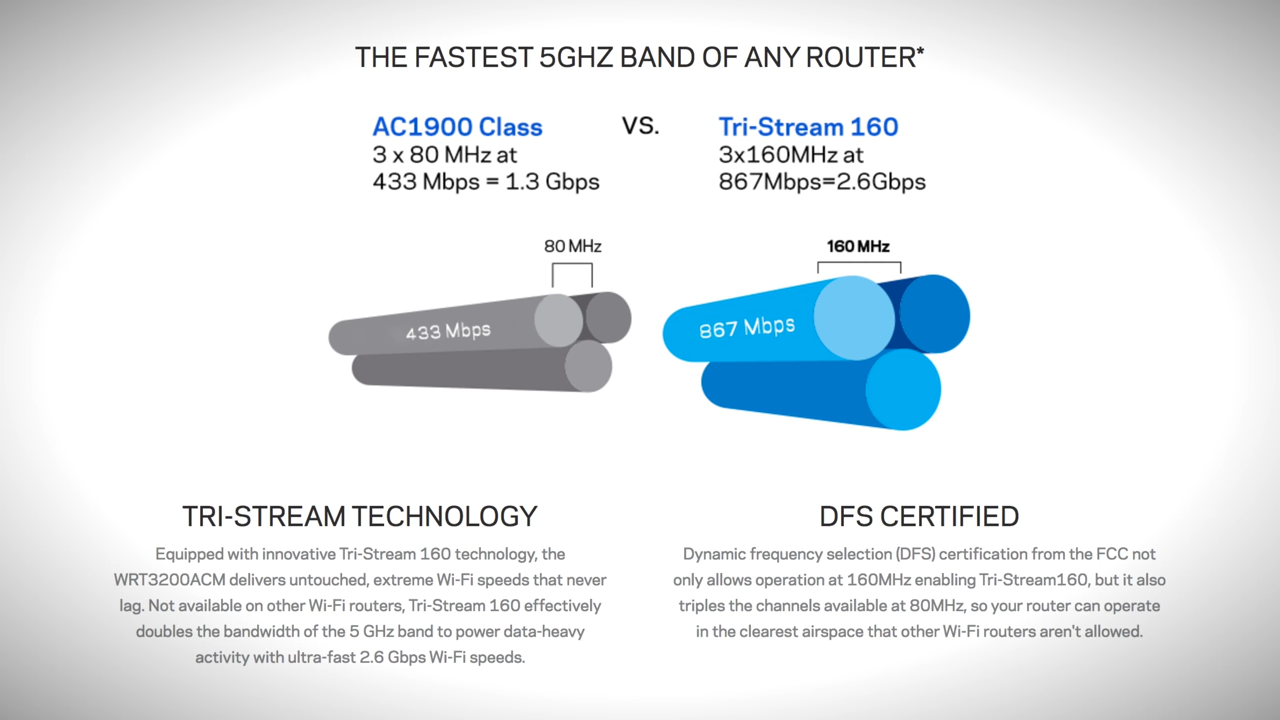 THE FASTEST 5GHZ BAND OF ANY ROUTER*
AC1900 Class
3 x 80 MHz at
433 Mbps = 1.3 Gbps
VS.
Tri-Stream 160
3x160MHz at
867Mbps=2.6Gbps
80 MHz
433 Mbps
160 MHz
867 Mbps
TRI-STREAM TECHNOLOGY
Equipped with innovative Tri-Stream 160 technology, the
WRT3200ACM delivers untouched, extreme Wi-Fi speeds that never
lag. Not available on other Wi-Fi routers, Tri-Stream 160 effectively
doubles the bandwidth of the 5 GHz band to power data-heavy
activity with ultra-fast 2.6 Gbps Wi-Fi speeds.
DFS CERTIFIED
Dynamic frequency selection (DFS) certification from the FCC not
only allows operation at 160MHz enabling Tri-Stream160, but it also
triples the channels available at 80MHz, so your router can operate
in the clearest airspace that other Wi-Fi routers aren't allowed.